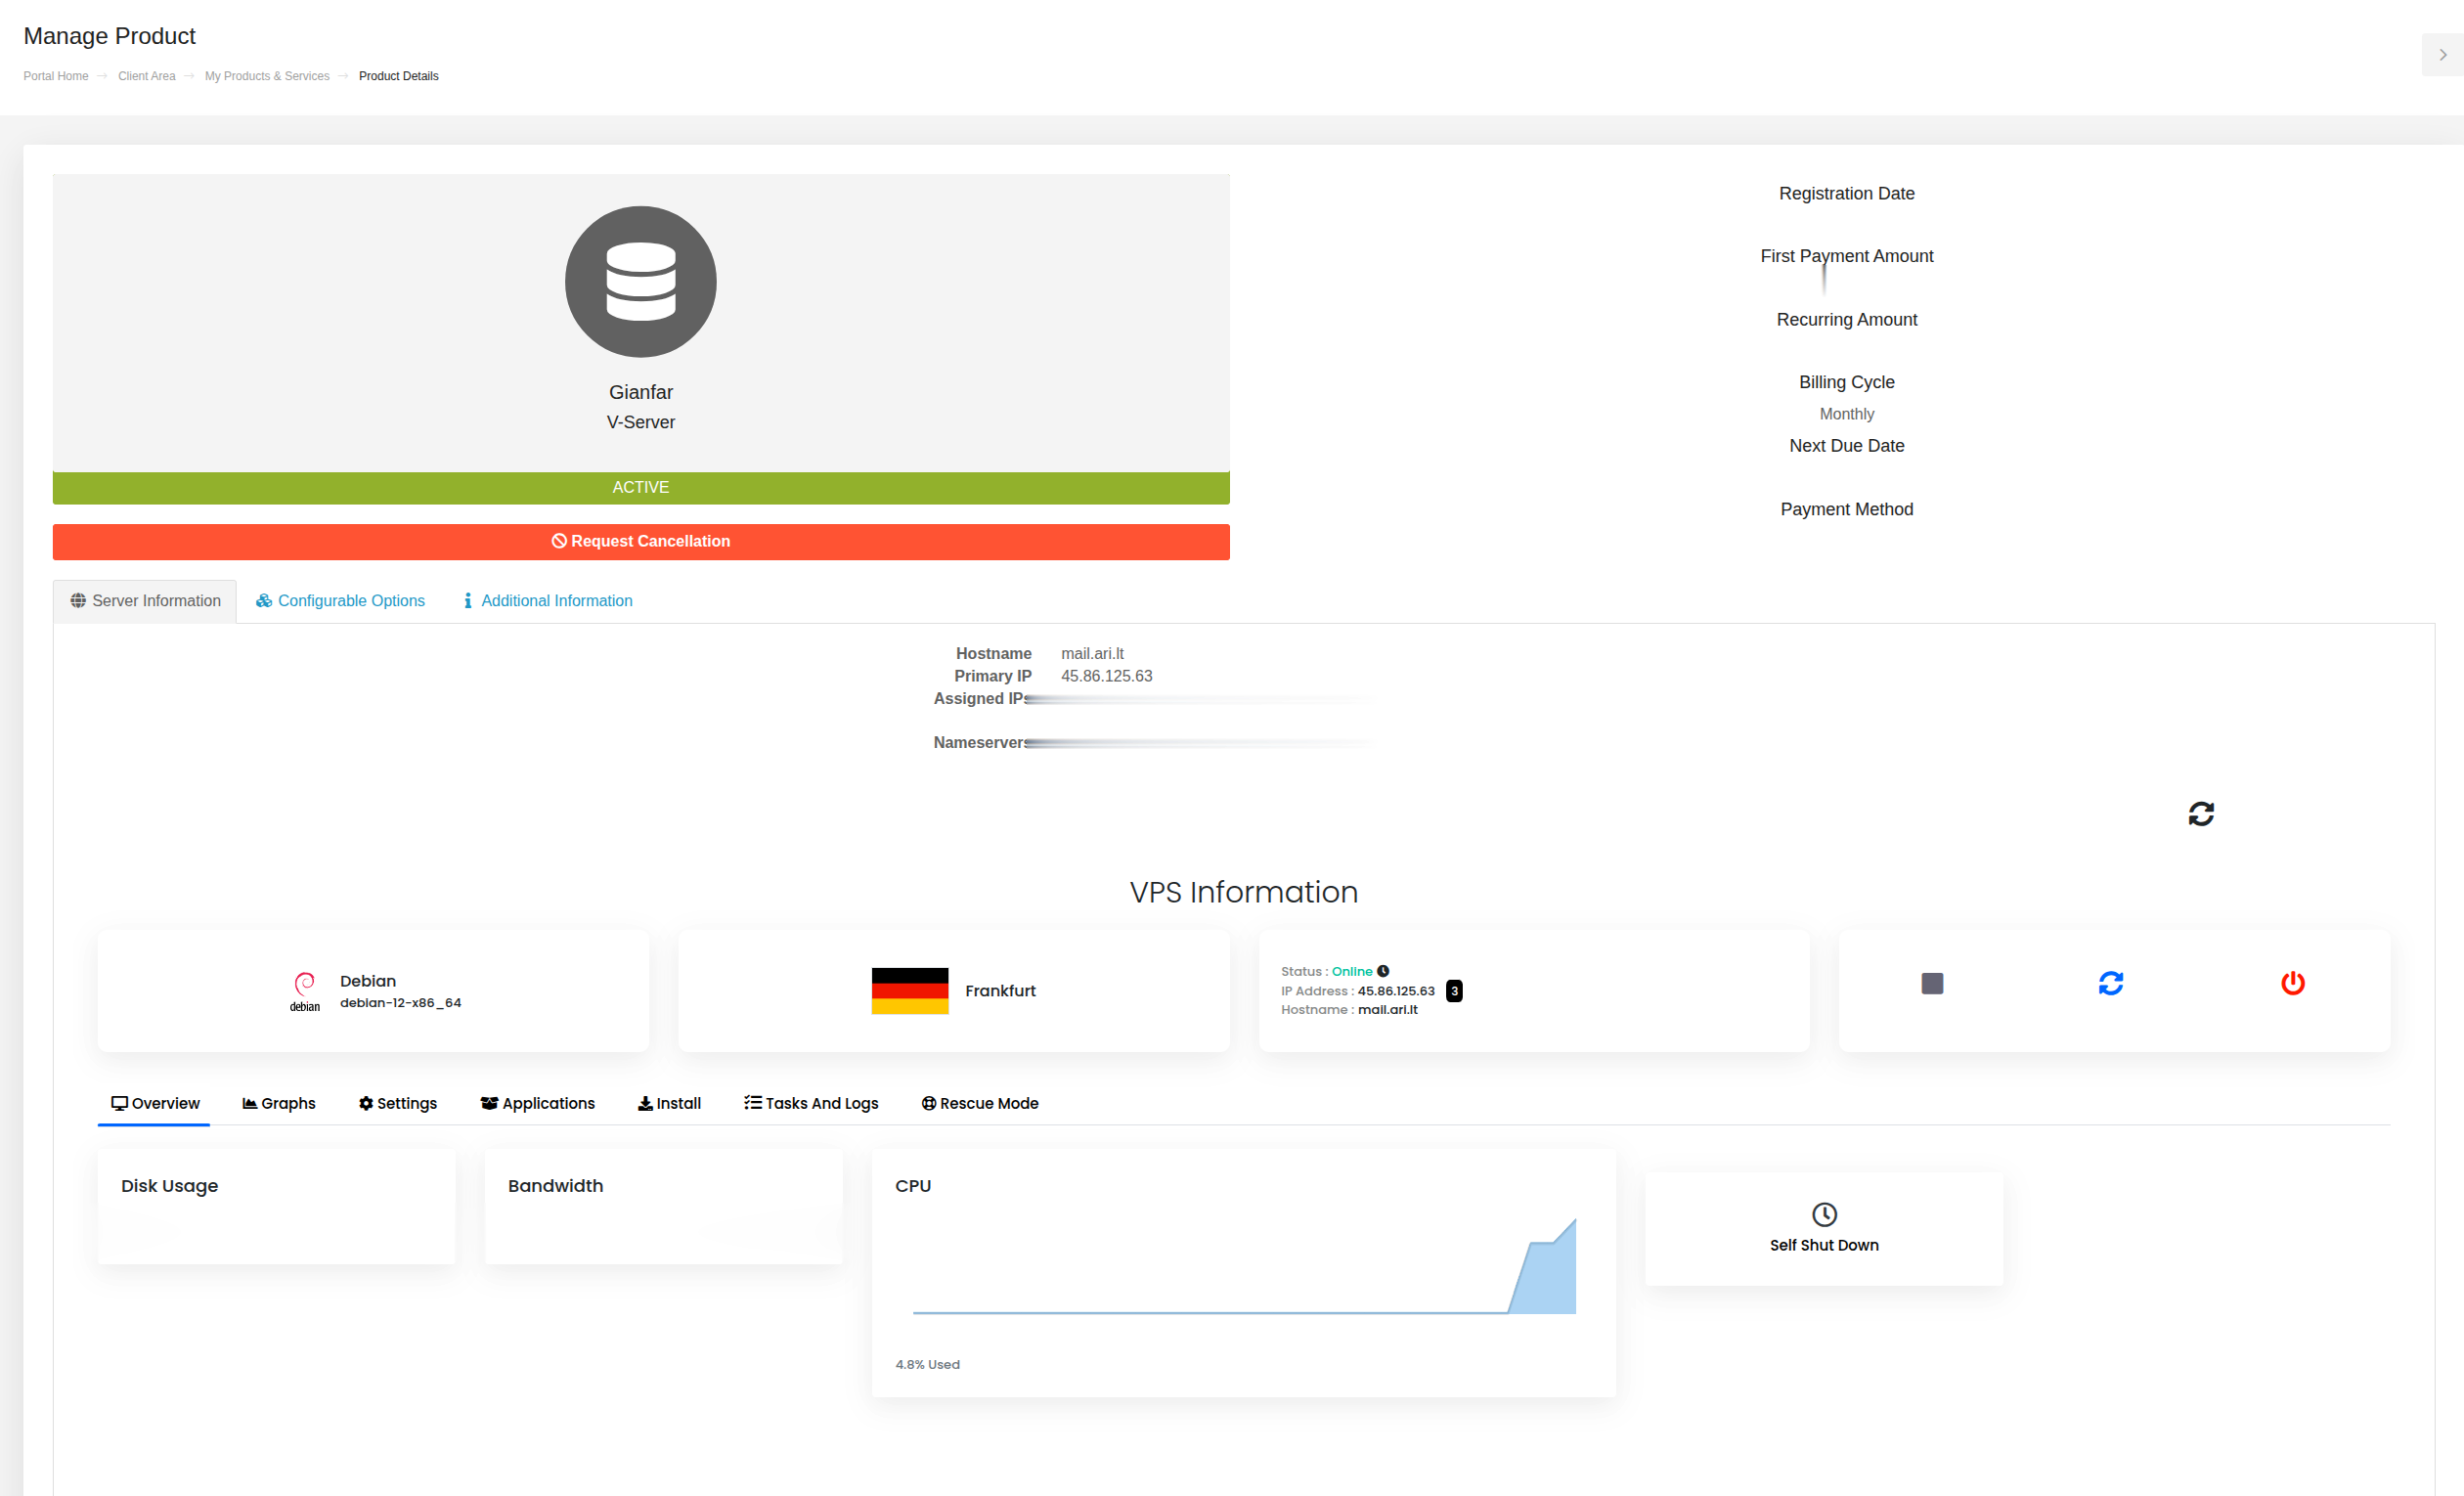 Manage Product
Portal Home → Client Area → My Products & Services → Product Details
Gianfar
V-Server
ACTIVE
Request Cancellation
Registration Date
First Payment Amount
Recurring Amount
Billing Cycle
Monthly
Next Due Date
Payment Method
Server Information Configurable Options Additional Information
Hostname mail.ari.lt
Primary IP 45.86.125.63
Assigned IPs
Nameservers
VPS Information
debian
Debian
debian-12-x86_64
Frankfurt
Status : Online
IP Address : 45.86.125.63 3
Hostname : mail.ari.lt
Overview Graphs Settings Applications Install Tasks And Logs Rescue Mode
Disk Usage
Bandwidth
CPU
4.8% Used
Self Shut Down